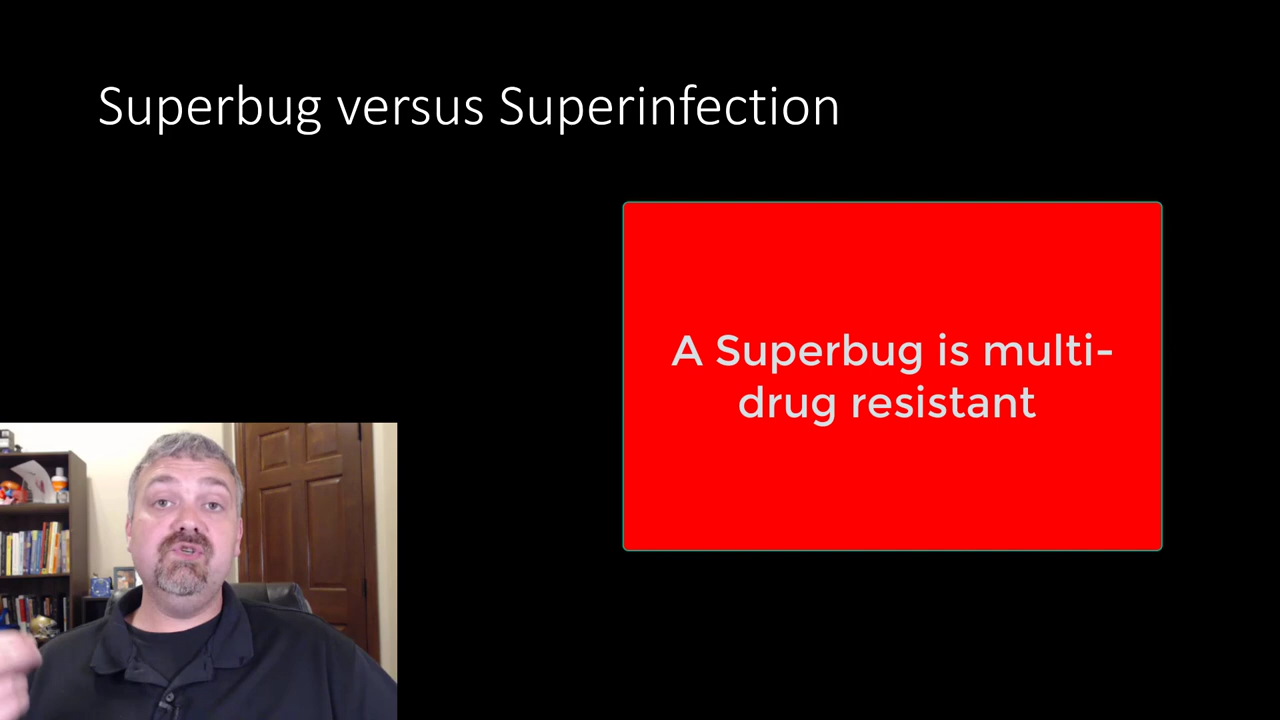 Superbug versus Superinfection
A Superbug is multi-
drug resistant